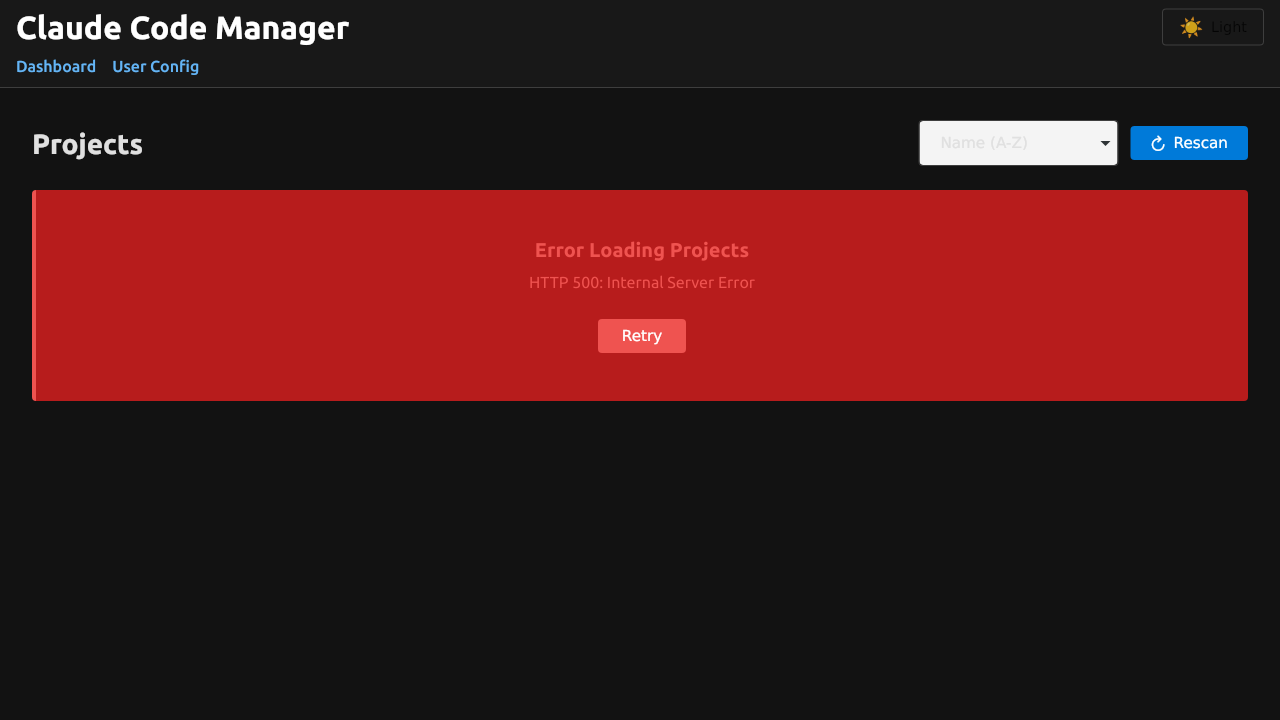 Claude Code Manager
Light
Dashboard User Config
Projects
Name (A-Z)
Rescan
Error Loading Projects
HTTP 500: Internal Server Error
Retry